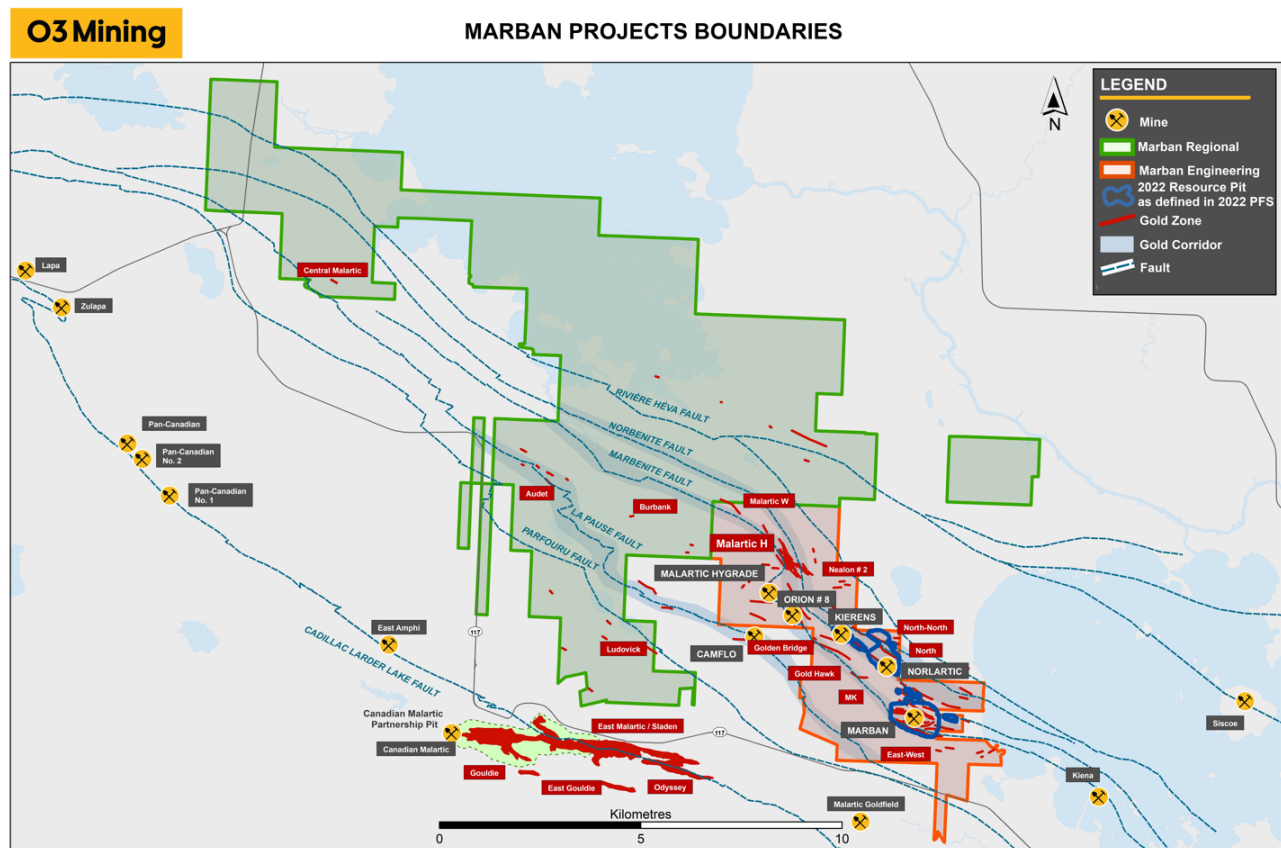 O3 Mining
MARBAN PROJECTS BOUNDARIES
LEGEND
Mine
Marban Regional
Marban Engineering
2022 Resource Pit
as defined in 2022 PFS
Gold Zone
Gold Corridor
Fault
N
Lapa
Zulapa
Central Malartic
Pan-Canadian
Pan-Canadian
No. 2
Pan-Canadian
No. 1
RIVIÈRE HÉVA FAULT
NORBENITE FAULT
MARBENITE FAULT
LA PAUSE FAULT
PARFOURU FAULT
CADILLAC LARDER LAKE FAULT
Audet
Burbank
Malartic W
Malartic H
MALARTIC HYGRADE
Nealon # 2
ORION # 8
KIERENS
North-North
North
CAMFLO
Golden Bridge
NORLARTIC
Gold Hawk
MK
MARBAN
East-West
Ludovick
East Amphi
117
Canadian Malartic
Partnership Pit
Canadian Malartic
East Malartic / Sladen
117
Gouldie
East Gouldie
Odyssey
Siscoe
Kiena
Malartic Goldfield
Kilometres
0
5
10